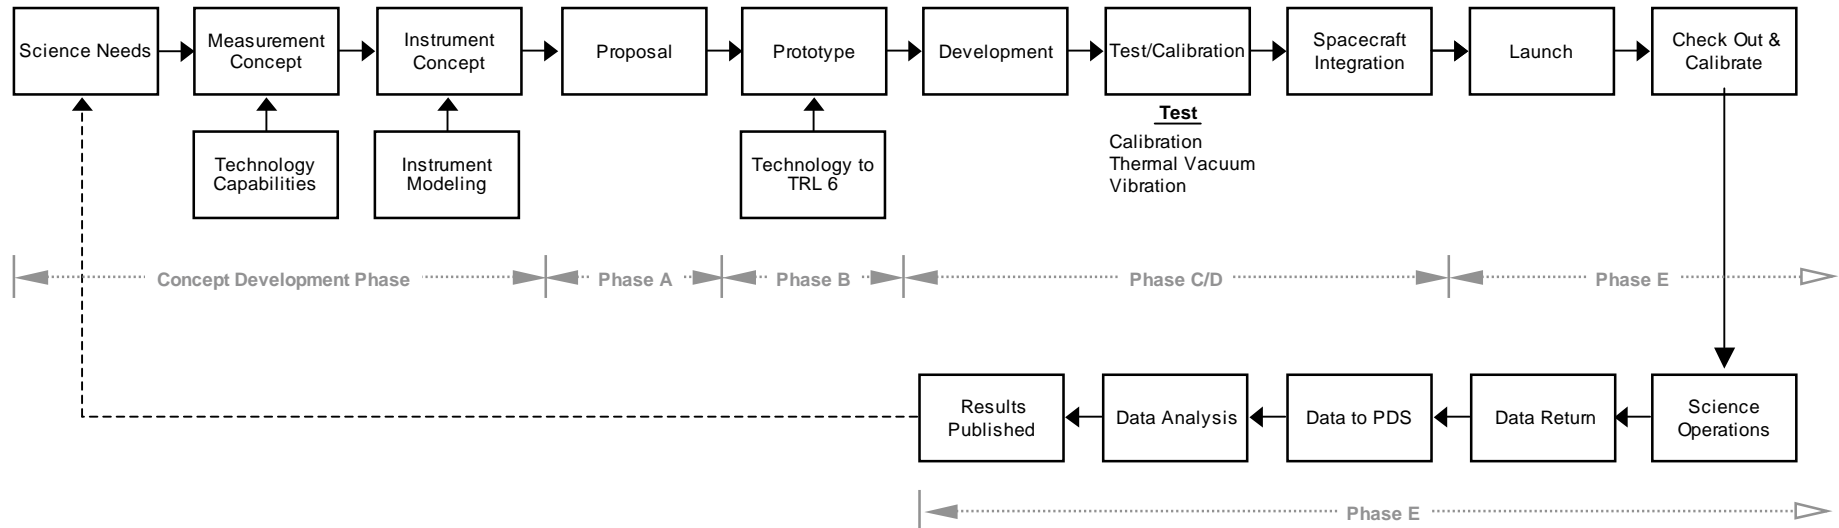 Science Needs
Measurement
Concept
Instrument
Concept
Proposal
Prototype
Development
Test/Calibration
Spacecraft
Integration
Launch
Check Out &
Calibrate
Technology
Capabilities
Instrument
Modeling
Technology to
TRL 6
Test
Calibration
Thermal Vacuum
Vibration
Concept Development Phase
Phase A
Phase B
Phase C/D
Phase E
Results
Published
Data Analysis
Data to PDS
Data Return
Science
Operations
Phase E